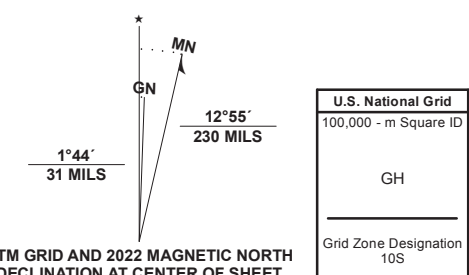 ★
MN
GN
12°55´
230 MILS
1°44´
31 MILS
TM GRID AND 2022 MAGNETIC NORTH
DECLINATION AT CENTER OF SHEET
U.S. National Grid
100,000 - m Square ID
GH
Grid Zone Designation
10S